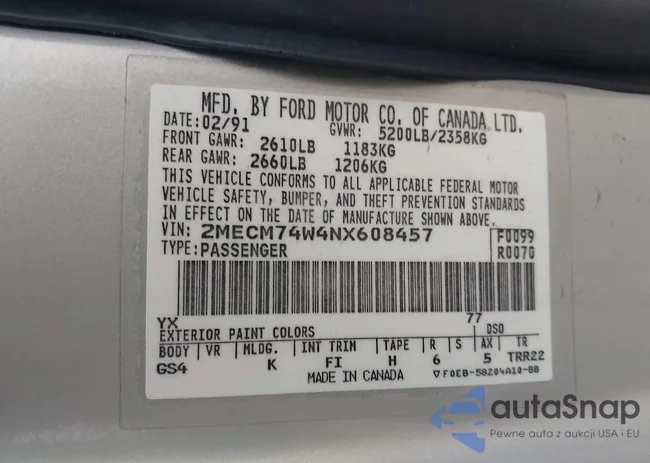 MFD. BY FORD MOTOR CO. OF CANADA LTD.
DATE: 02/91 GVWR: 5200LB/2358KG
FRONT GAWR: 2610LB 1183KG
REAR GAWR: 2660LB 1206KG
THIS VEHICLE CONFORMS TO ALL APPLICABLE FEDERAL MOTOR
VEHICLE SAFETY, BUMPER, AND THEFT PREVENTION STANDARDS
IN EFFECT ON THE DATE OF MANUFACTURE SHOWN ABOVE.
VIN: 2MECM74W4NX608457 F0099
TYPE: PASSENGER R0070
YX 77
EXTERIOR PAINT COLORS DSO
BODY VR MLDG. INT TRIM TAPE R S AX TR
GS4 K FI H 6 5 TRR22
MADE IN CANADA ▽F0EB-58204A10-BB
autaSnap
Pewne auta z aukcji USA i EU